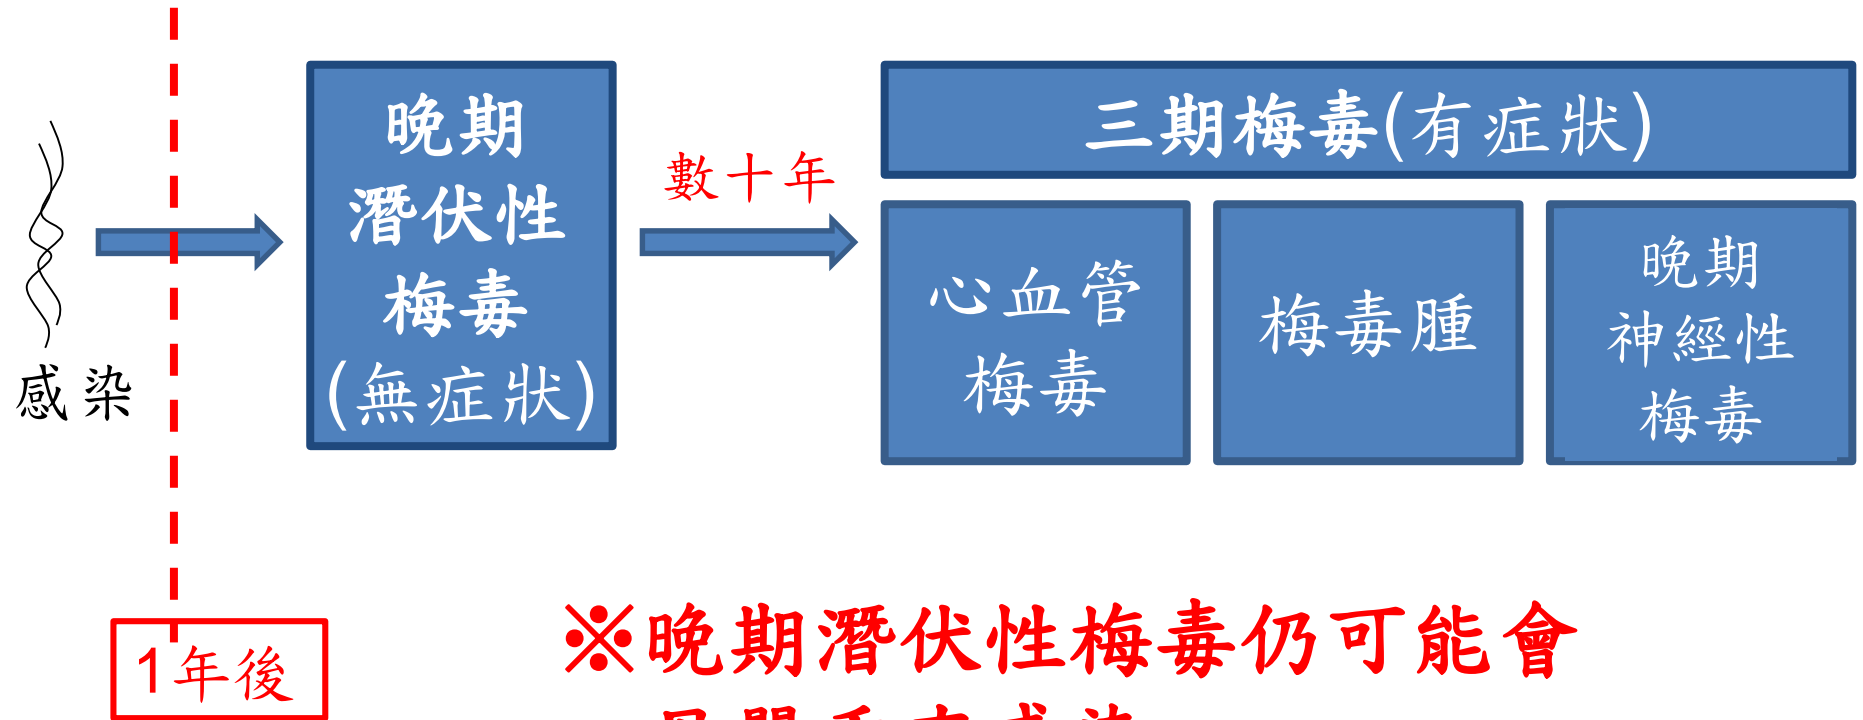 感染
1年後
晚期
潛伏性
梅毒
(無症狀)
數十年
三期梅毒(有症狀)
心血管
梅毒
梅毒腫
晚期
神經性
梅毒
※晚期潛伏性梅毒仍可能會